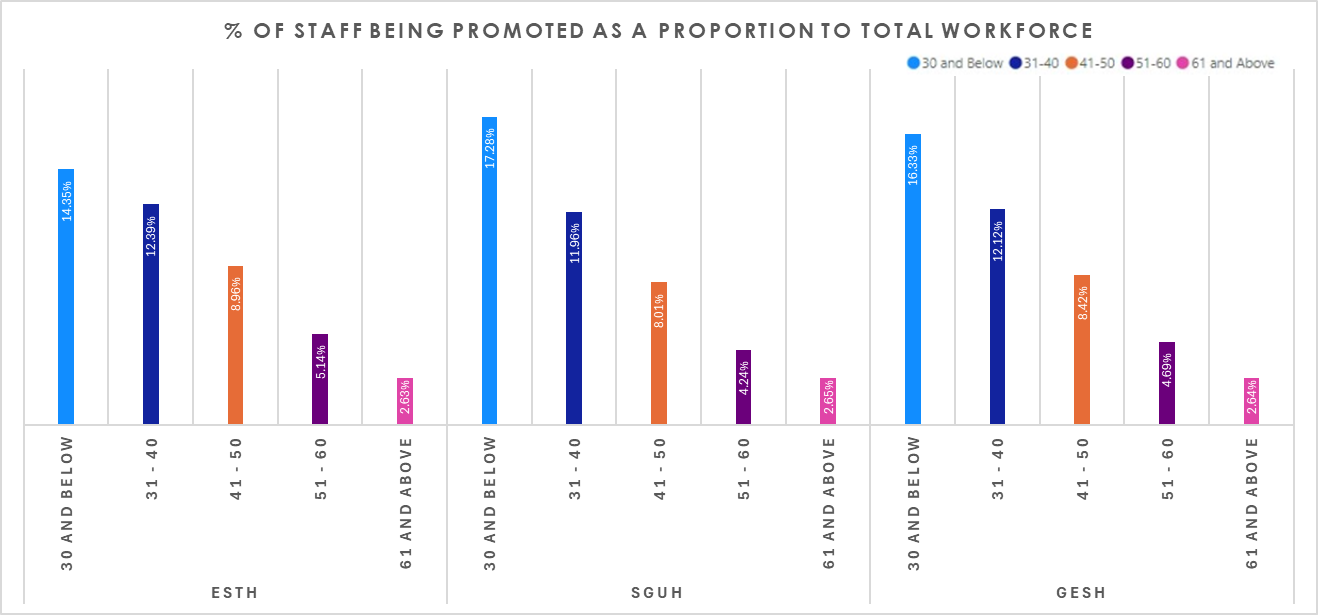 % OF STAFF BEING PROMOTED AS A PROPORTION TO TOTAL WORKFORCE
30 and Below 31-40 41-50 51-60 61 and Above
14.35%
12.39%
8.96%
5.14%
2.63%
17.28%
11.96%
8.01%
4.24%
2.65%
16.33%
12.12%
8.42%
4.69%
2.64%
30 AND BELOW
31 - 40
41 - 50
51 - 60
61 AND ABOVE
30 AND BELOW
31 - 40
41 - 50
51 - 60
61 AND ABOVE
30 AND BELOW
31 - 40
41 - 50
51 - 60
61 AND ABOVE
ESTH
SGUH
GESH